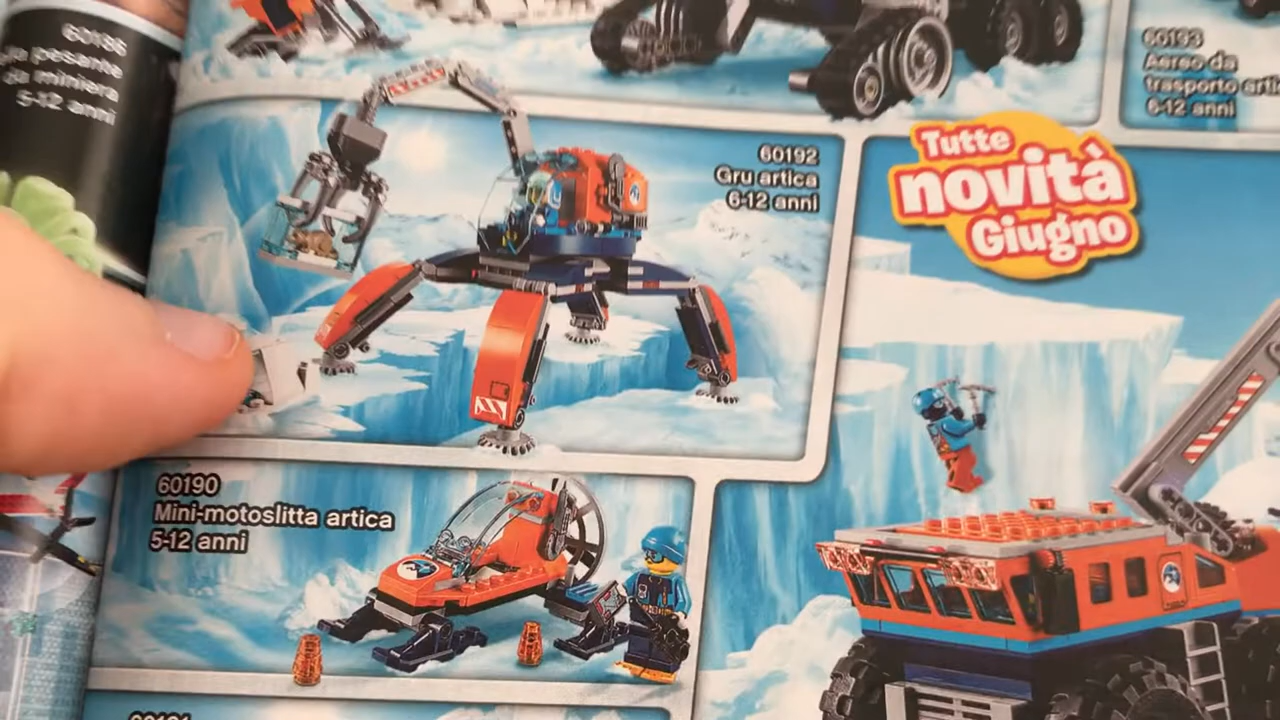 60186
pesante
da miniera
5-12 anni
60192
Gru artica
6-12 anni
60193
Aereo da
trasporto
6-12 anni
Tutte
novità
Giugno
60190
Mini-motoslitta artica
5-12 anni